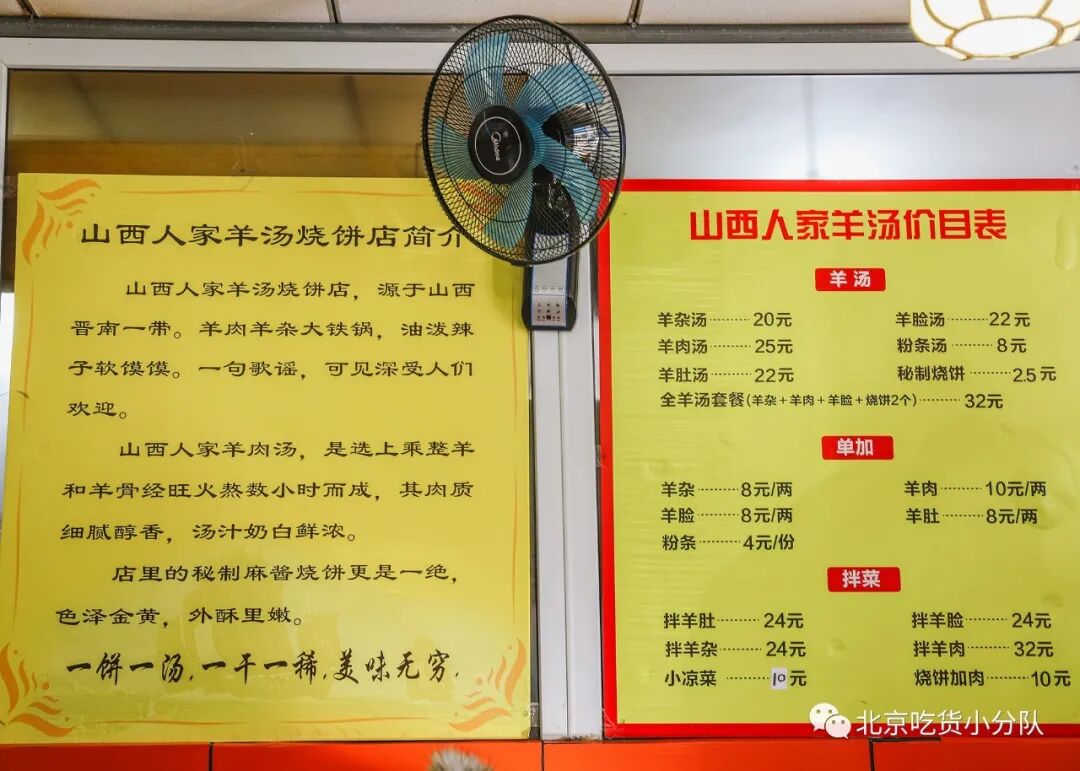 山西人家羊汤烧饼店简介
山西人家羊汤烧饼店，源于山西
晋南一带。羊肉羊杂大铁锅，油泼辣
子软馍馍。一句歌谣，可见深受人们
欢迎。
山西人家羊肉汤，是选上乘整羊
和羊骨经旺火熬数小时而成，其肉质
细腻醇香，汤汁奶白鲜浓。
店里的秘制麻酱烧饼更是一绝，
色泽金黄，外酥里嫩。
一饼一汤，一干一稀，美味无穷。
Midea
山西人家羊汤价目表
羊汤
羊杂汤········20元 羊脸汤········22元
羊肉汤········25元 粉条汤········8元
羊肚汤········22元 秘制烧饼········2.5元
全羊汤套餐(羊杂+羊肉+羊脸+烧饼2个)········32元
单加
羊杂········8元/两 羊肉········10元/两
羊脸········8元/两 羊肚········8元/两
粉条········4元/份
拌菜
拌羊肚········24元 拌羊脸········24元
拌羊杂········24元 拌羊肉········32元
小凉菜········10元 烧饼加肉········10元
北京吃货小分队